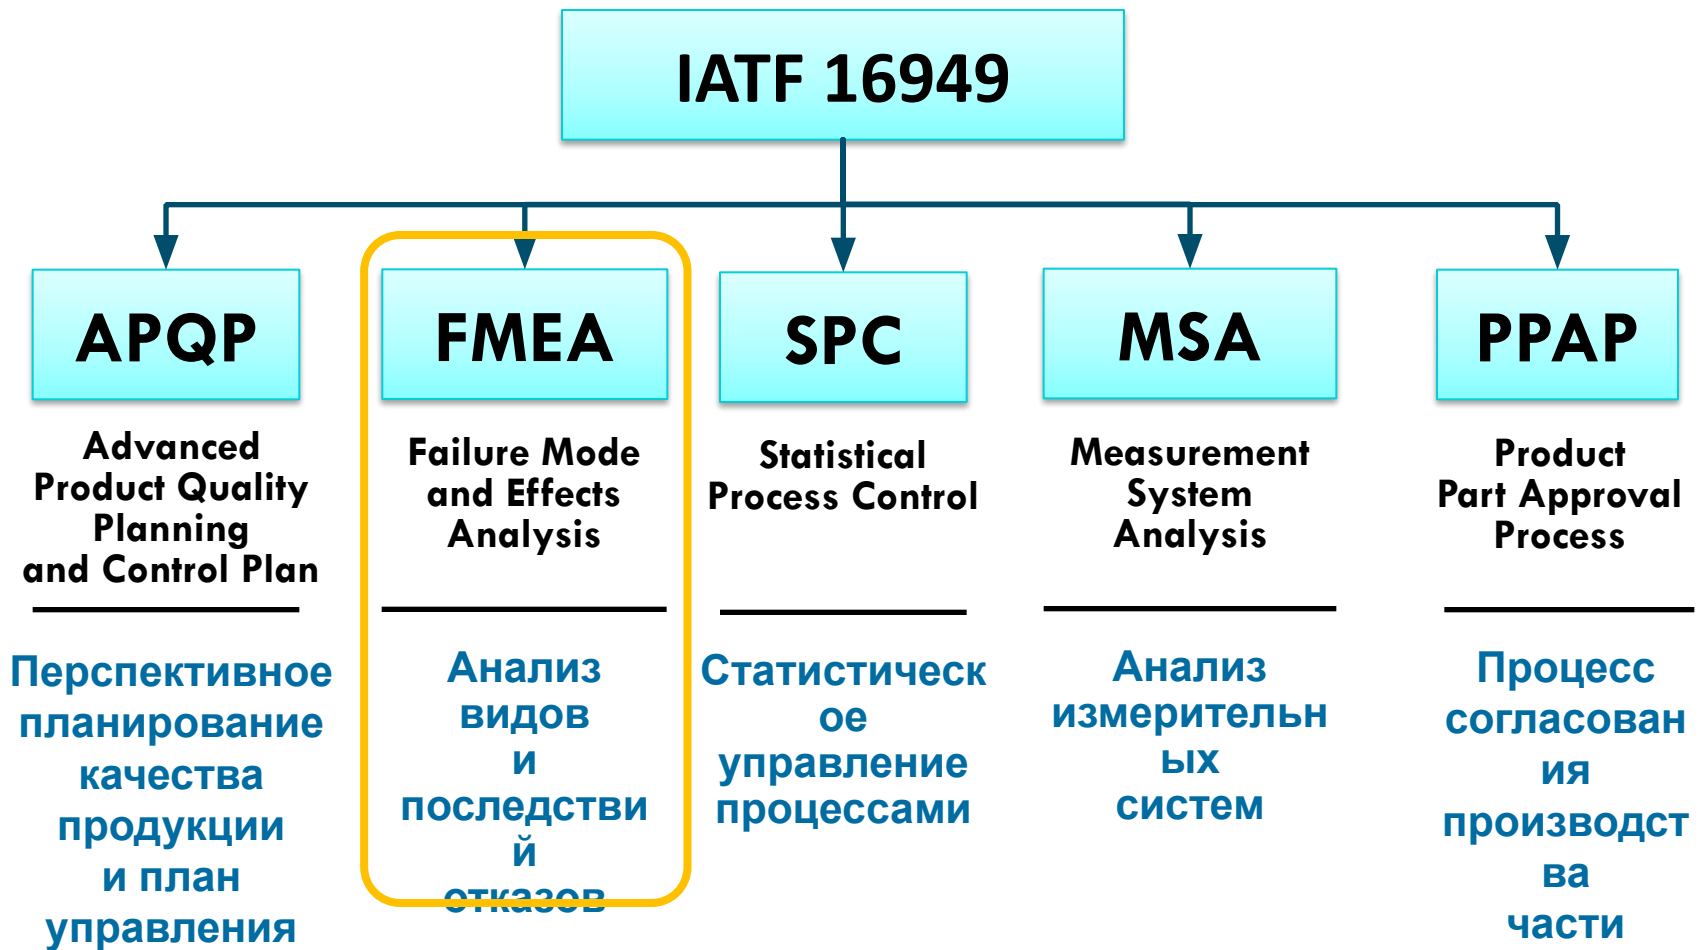 IATF 16949
APQP
FMEA
SPC
MSA
PPAP
Advanced
Product Quality
Planning
and Control Plan
Failure Mode
and Effects
Analysis
Statistical
Process Control
Measurement
System
Analysis
Product
Part Approval
Process
Перспективное
планирование
качества
продукции
и план
управления
Анализ
видов
и
последстви
й
отказов
Статистическ
ое
управление
процессами
Анализ
измерительн
ых
систем
Процесс
согласован
ия
производст
ва
части